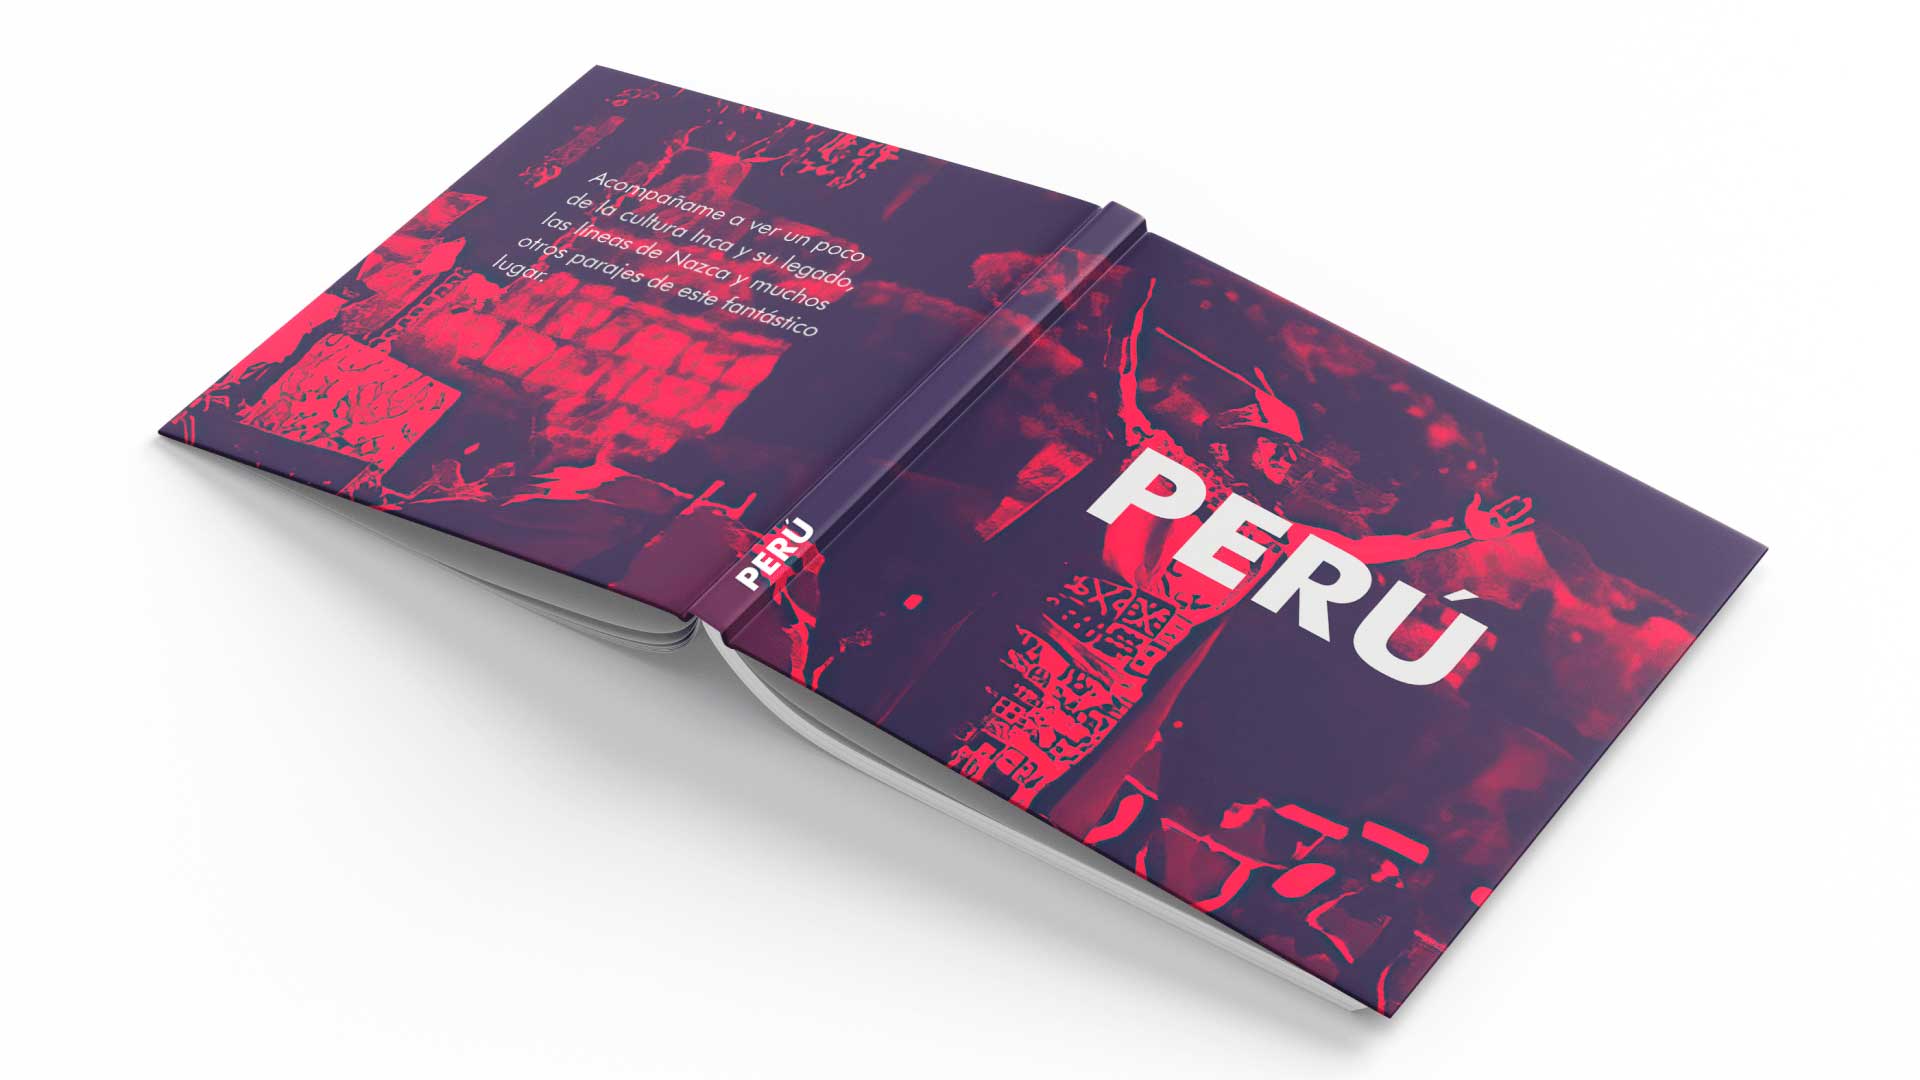 Acompañame a ver un poco
de la cultura Inca y su legado,
las líneas de Nazca y muchos
otros parajes de este fantástico
lugar.
PERÚ
PERÚ